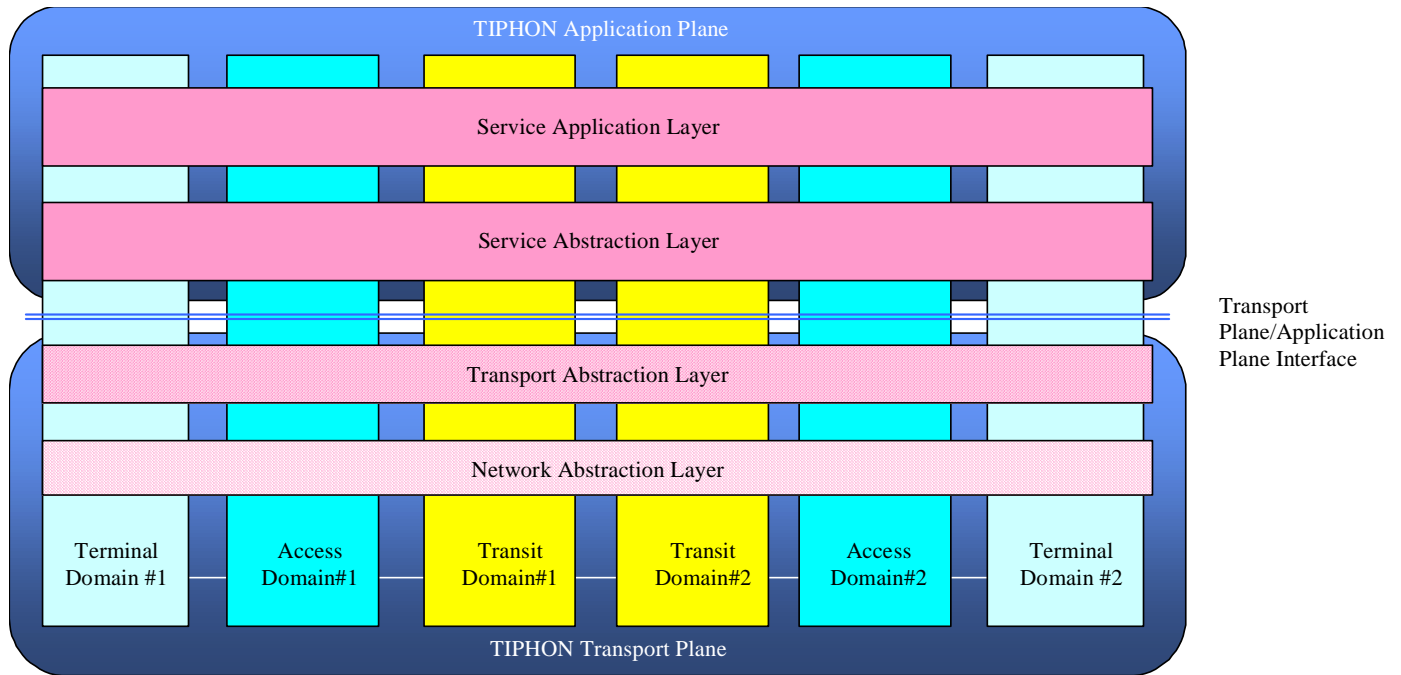 TIPHON Application Plane
Service Application Layer
Service Abstraction Layer
Transport
Plane/Application
Plane Interface
Transport Abstraction Layer
Network Abstraction Layer
Terminal
Domain #1
Access
Domain#1
Transit
Domain#1
Transit
Domain#2
Access
Domain#2
Terminal
Domain #2
TIPHON Transport Plane